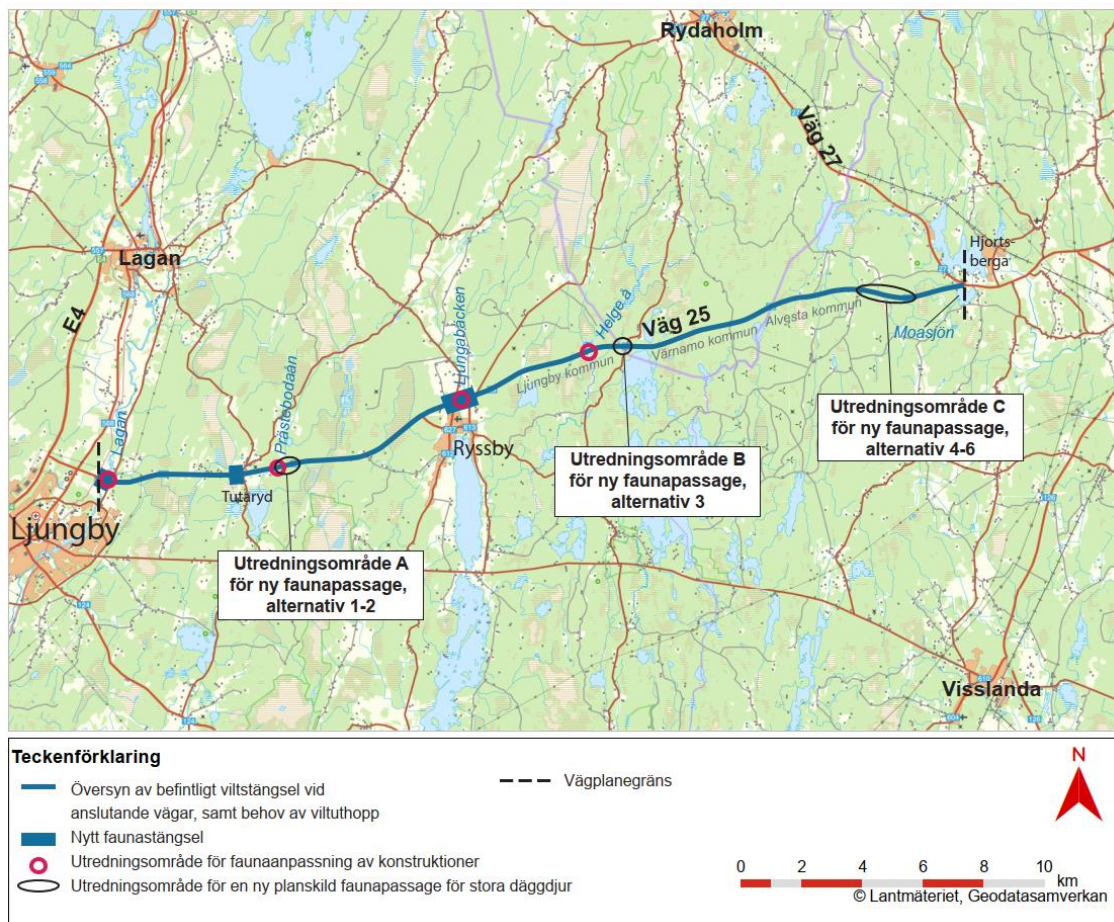 Rydaholm
Väg 27
Lagan
E4
Hjorts-
berga
Helge å
Väg 25
Ljungabäcken
Ljungby kommun
Värnamo kommun
Alvesta kommun
Moasjön
Lagan
Prästebodaån
Ryssby
Tutaryd
Ljungby
Utredningsområde C
för ny faunapassage,
alternativ 4-6
Utredningsområde B
för ny faunapassage,
alternativ 3
Utredningsområde A
för ny faunapassage,
alternativ 1-2
Visslanda
Teckenförklaring
Översyn av befintligt viltstängsel vid
anslutande vägar, samt behov av viltuthopp
Nytt faunastängsel
Utredningsområde för faunaanpassning av konstruktioner
Utredningsområde för en ny planskild faunapassage för stora däggdjur
Vägplanegräns
N
0 2 4 6 8 10
km
© Lantmäteriet, Geodatasamverkan